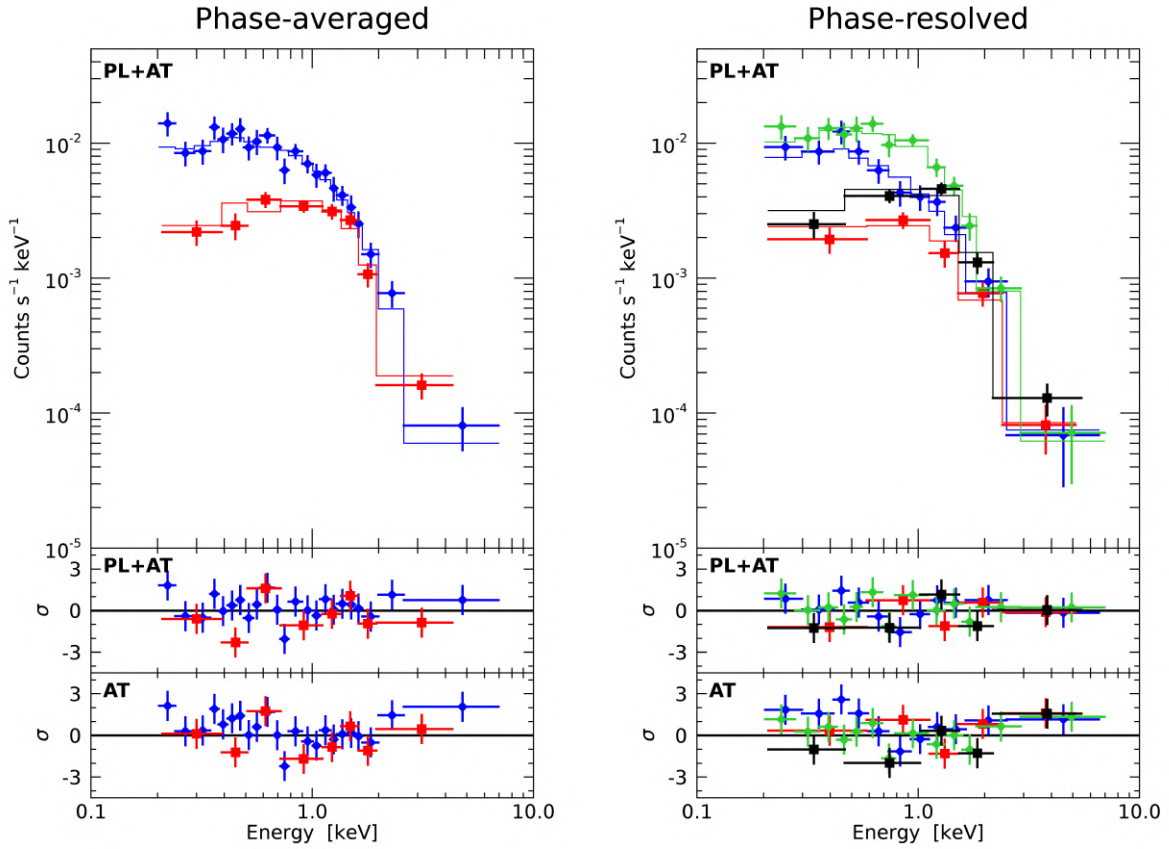 Phase-averaged
PL+AT
10⁻²
10⁻³
10⁻⁴
10⁻⁵
Counts s⁻¹ keV⁻¹
PL+AT
3
0
-3
σ
AT
3
0
-3
σ
0.1
1.0
10.0
Energy [keV]
Phase-resolved
PL+AT
10⁻²
10⁻³
10⁻⁴
10⁻⁵
Counts s⁻¹ keV⁻¹
PL+AT
3
0
-3
σ
AT
3
0
-3
σ
0.1
1.0
10.0
Energy [keV]